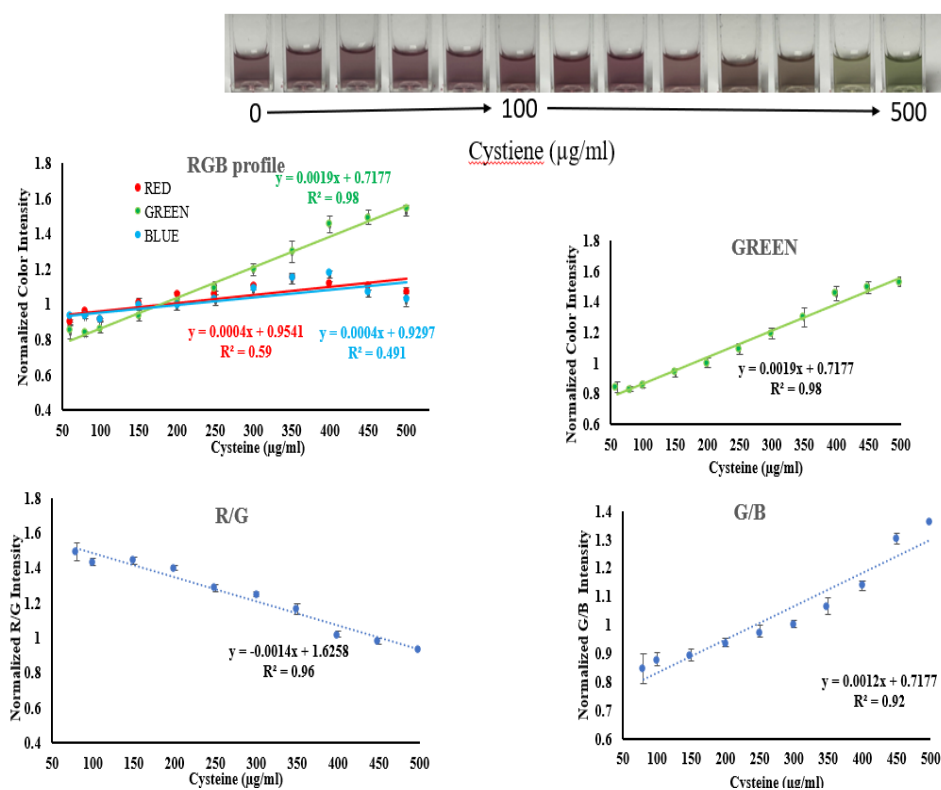 0 100 500
Cystiene (µg/ml)
RGB profile
Normalized Color Intensity
1.8
1.6
1.4
1.2
1
0.8
0.6
0.4
RED
GREEN
BLUE
y = 0.0019x + 0.7177
R² = 0.98
y = 0.0004x + 0.9541
R² = 0.59
y = 0.0004x + 0.9297
R² = 0.491
50 100 150 200 250 300 350 400 450 500
Cysteine (µg/ml)
GREEN
Normalized Color Intensity
1.8
1.6
1.4
1.2
1
0.8
0.6
y = 0.0019x + 0.7177
R² = 0.98
50 100 150 200 250 300 350 400 450 500
Cysteine (µg/ml)
R/G
Normalized R/G Intensity
1.8
1.6
1.4
1.2
1
0.8
0.6
0.4
y = -0.0014x + 1.6258
R² = 0.96
50 100 150 200 250 300 350 400 450 500
Cysteine (µg/ml)
G/B
Normalized G/B Intensity
1.4
1.3
1.2
1.1
1
0.9
0.8
0.7
0.6
y = 0.0012x + 0.7177
R² = 0.92
50 100 150 200 250 300 350 400 450 500
Cysteine (µg/ml)